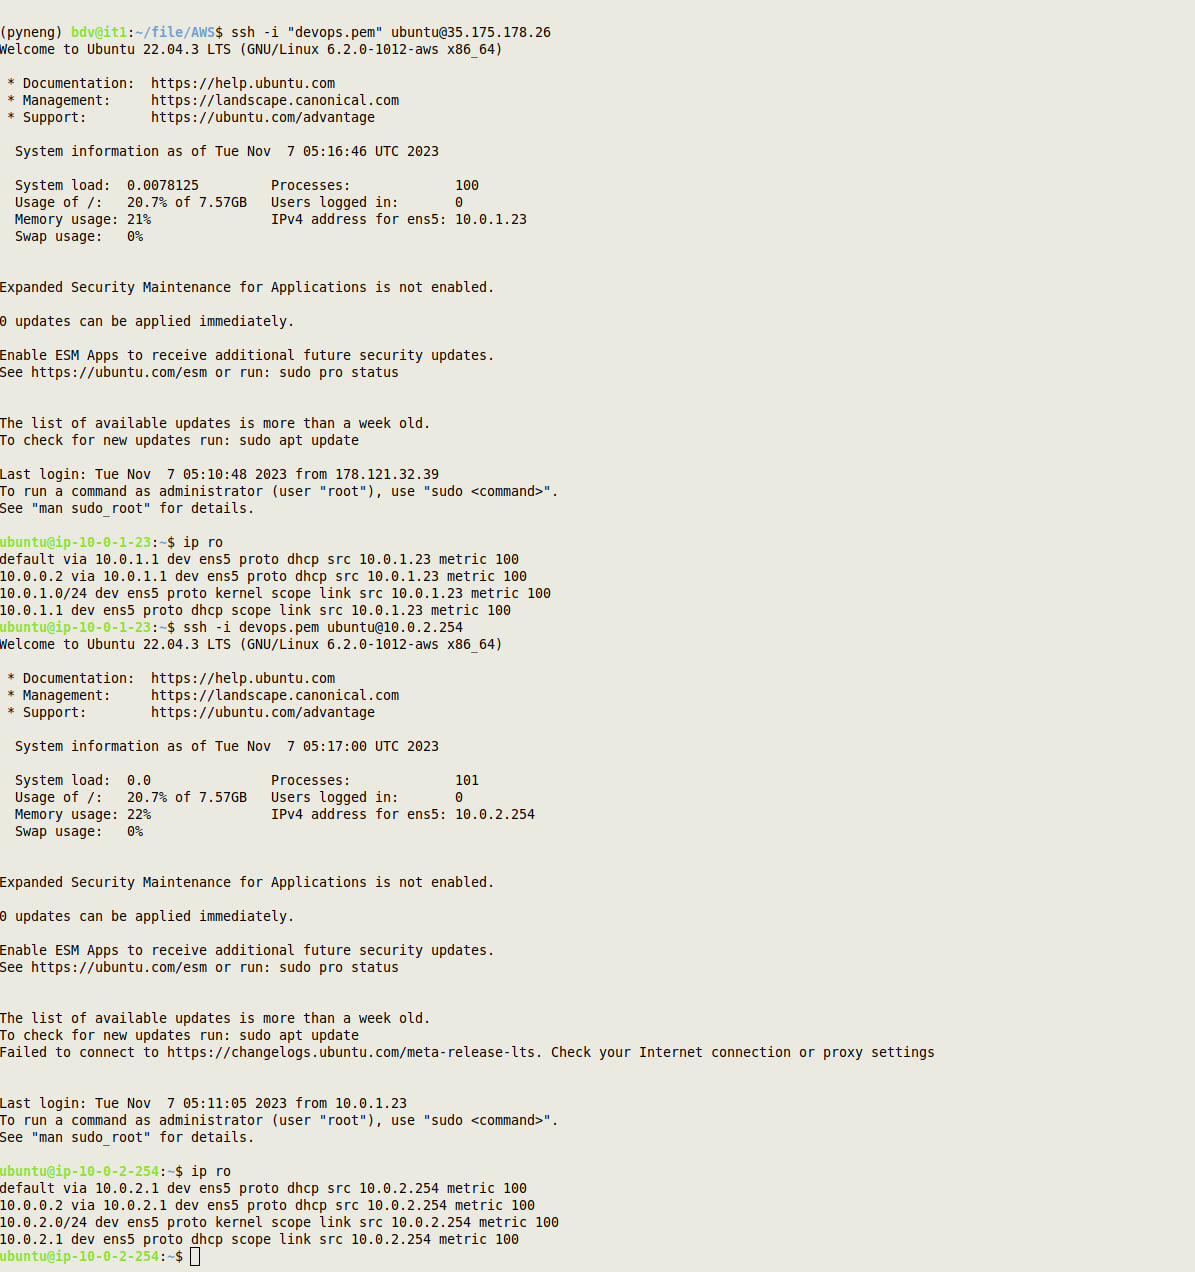 (pyneng) bdv@it1:~/file/AWS$ ssh -i "devops.pem" ubuntu@35.175.178.26
Welcome to Ubuntu 22.04.3 LTS (GNU/Linux 6.2.0-1012-aws x86_64)
* Documentation:  https://help.ubuntu.com
* Management:     https://landscape.canonical.com
* Support:        https://ubuntu.com/advantage
System information as of Tue Nov  7 05:16:46 UTC 2023
System load:  0.0078125         Processes:             100
Usage of /:   20.7% of 7.57GB   Users logged in:       0
Memory usage: 21%               IPv4 address for ens5: 10.0.1.23
Swap usage:   0%
Expanded Security Maintenance for Applications is not enabled.
0 updates can be applied immediately.
Enable ESM Apps to receive additional future security updates.
See https://ubuntu.com/esm or run: sudo pro status
The list of available updates is more than a week old.
To check for new updates run: sudo apt update
Last login: Tue Nov  7 05:10:48 2023 from 178.121.32.39
To run a command as administrator (user "root"), use "sudo <command>".
See "man sudo_root" for details.
ubuntu@ip-10-0-1-23:~$ ip ro
default via 10.0.1.1 dev ens5 proto dhcp src 10.0.1.23 metric 100
10.0.0.2 via 10.0.1.1 dev ens5 proto dhcp src 10.0.1.23 metric 100
10.0.1.0/24 dev ens5 proto kernel scope link src 10.0.1.23 metric 100
10.0.1.1 dev ens5 proto dhcp scope link src 10.0.1.23 metric 100
ubuntu@ip-10-0-1-23:~$ ssh -i devops.pem ubuntu@10.0.2.254
Welcome to Ubuntu 22.04.3 LTS (GNU/Linux 6.2.0-1012-aws x86_64)
* Documentation:  https://help.ubuntu.com
* Management:     https://landscape.canonical.com
* Support:        https://ubuntu.com/advantage
System information as of Tue Nov  7 05:17:00 UTC 2023
System load:  0.0               Processes:             101
Usage of /:   20.7% of 7.57GB   Users logged in:       0
Memory usage: 22%               IPv4 address for ens5: 10.0.2.254
Swap usage:   0%
Expanded Security Maintenance for Applications is not enabled.
0 updates can be applied immediately.
Enable ESM Apps to receive additional future security updates.
See https://ubuntu.com/esm or run: sudo pro status
The list of available updates is more than a week old.
To check for new updates run: sudo apt update
Failed to connect to https://changelogs.ubuntu.com/meta-release-lts. Check your Internet connection or proxy settings
Last login: Tue Nov  7 05:11:05 2023 from 10.0.1.23
To run a command as administrator (user "root"), use "sudo <command>".
See "man sudo_root" for details.
ubuntu@ip-10-0-2-254:~$ ip ro
default via 10.0.2.1 dev ens5 proto dhcp src 10.0.2.254 metric 100
10.0.0.2 via 10.0.2.1 dev ens5 proto dhcp src 10.0.2.254 metric 100
10.0.2.0/24 dev ens5 proto kernel scope link src 10.0.2.254 metric 100
10.0.2.1 dev ens5 proto dhcp scope link src 10.0.2.254 metric 100
ubuntu@ip-10-0-2-254:~$